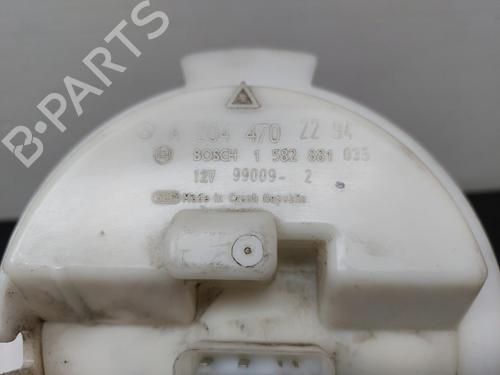 B-PARTS
A 204 470 22 94
BOSCH 1 582 881 035
12V 99009- 2
Made in Czech Republic